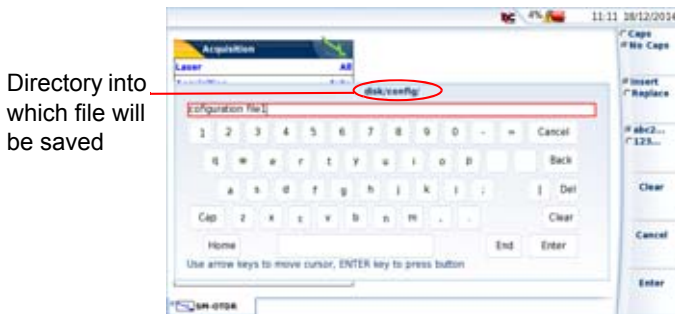 4% 11:11 18/12/2014
Caps
No Caps
Acquisition
Laser All
Directory into
which file will
be saved
disk/config/
Insert
Replace
cofiguration file1
1 2 3 4 5 6 7 8 9 0 - = Cancel
abc2...
123...
q w e r t y u i o p Back
a s d f g h j k l ; [ Del
Clear
Cap z x c v b n m , . Clear
Cancel
Home End Enter
Use arrow keys to move cursor, ENTER key to press button
Enter
SM-OTDR